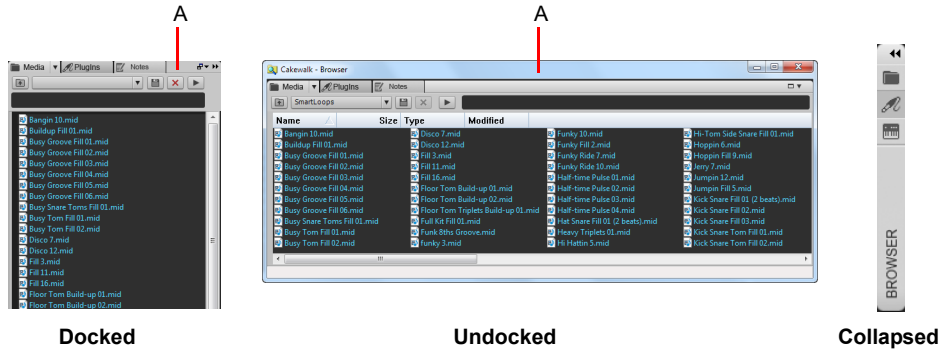 A
Media PlugIns Notes
Bangin 10.mid
Buildup Fill 01.mid
Busy Groove Fill 01.mid
Busy Groove Fill 02.mid
Busy Groove Fill 03.mid
Busy Groove Fill 04.mid
Busy Groove Fill 05.mid
Busy Groove Fill 06.mid
Busy Snare Toms Fill 01.mid
Busy Tom Fill 01.mid
Busy Tom Fill 02.mid
Disco 7.mid
Disco 12.mid
Fill 3.mid
Fill 11.mid
Fill 16.mid
Floor Tom Build-up 01.mid
Floor Tom Build-up 02.mid
Docked
A
Cakewalk - Browser
Media PlugIns Notes
SmartLoops
Name Size Type Modified
Bangin 10.mid
Buildup Fill 01.mid
Busy Groove Fill 01.mid
Busy Groove Fill 02.mid
Busy Groove Fill 03.mid
Busy Groove Fill 04.mid
Busy Groove Fill 05.mid
Busy Groove Fill 06.mid
Busy Snare Toms Fill 01.mid
Busy Tom Fill 01.mid
Busy Tom Fill 02.mid
Disco 7.mid
Disco 12.mid
Fill 3.mid
Fill 11.mid
Fill 16.mid
Floor Tom Build-up 01.mid
Floor Tom Build-up 02.mid
Floor Tom Triplets Build-up 01.mid
Full Kit Fill 01.mid
Funk 8ths Groove.mid
funky 3.mid
Funky 10.mid
Funky Fill 2.mid
Funky Ride 7.mid
Funky Ride 10.mid
Half-time Pulse 01.mid
Half-time Pulse 02.mid
Half-time Pulse 03.mid
Half-time Pulse 04.mid
Hat Snare Fill 01 (2 beats).mid
Heavy Triplets 01.mid
Hi Hattin 5.mid
Hi-Tom Side Snare Fill 01.mid
Hoppin 6.mid
Hoppin Fill 9.mid
Jerry 7.mid
Jumpin 12.mid
Jumpin Fill 5.mid
Kick Snare Fill 01 (2 beats).mid
Kick Snare Fill 02.mid
Kick Snare Fill 03.mid
Kick Snare Tom Fill 01.mid
Kick Snare Tom Fill 02.mid
Undocked
BROWSER
Collapsed